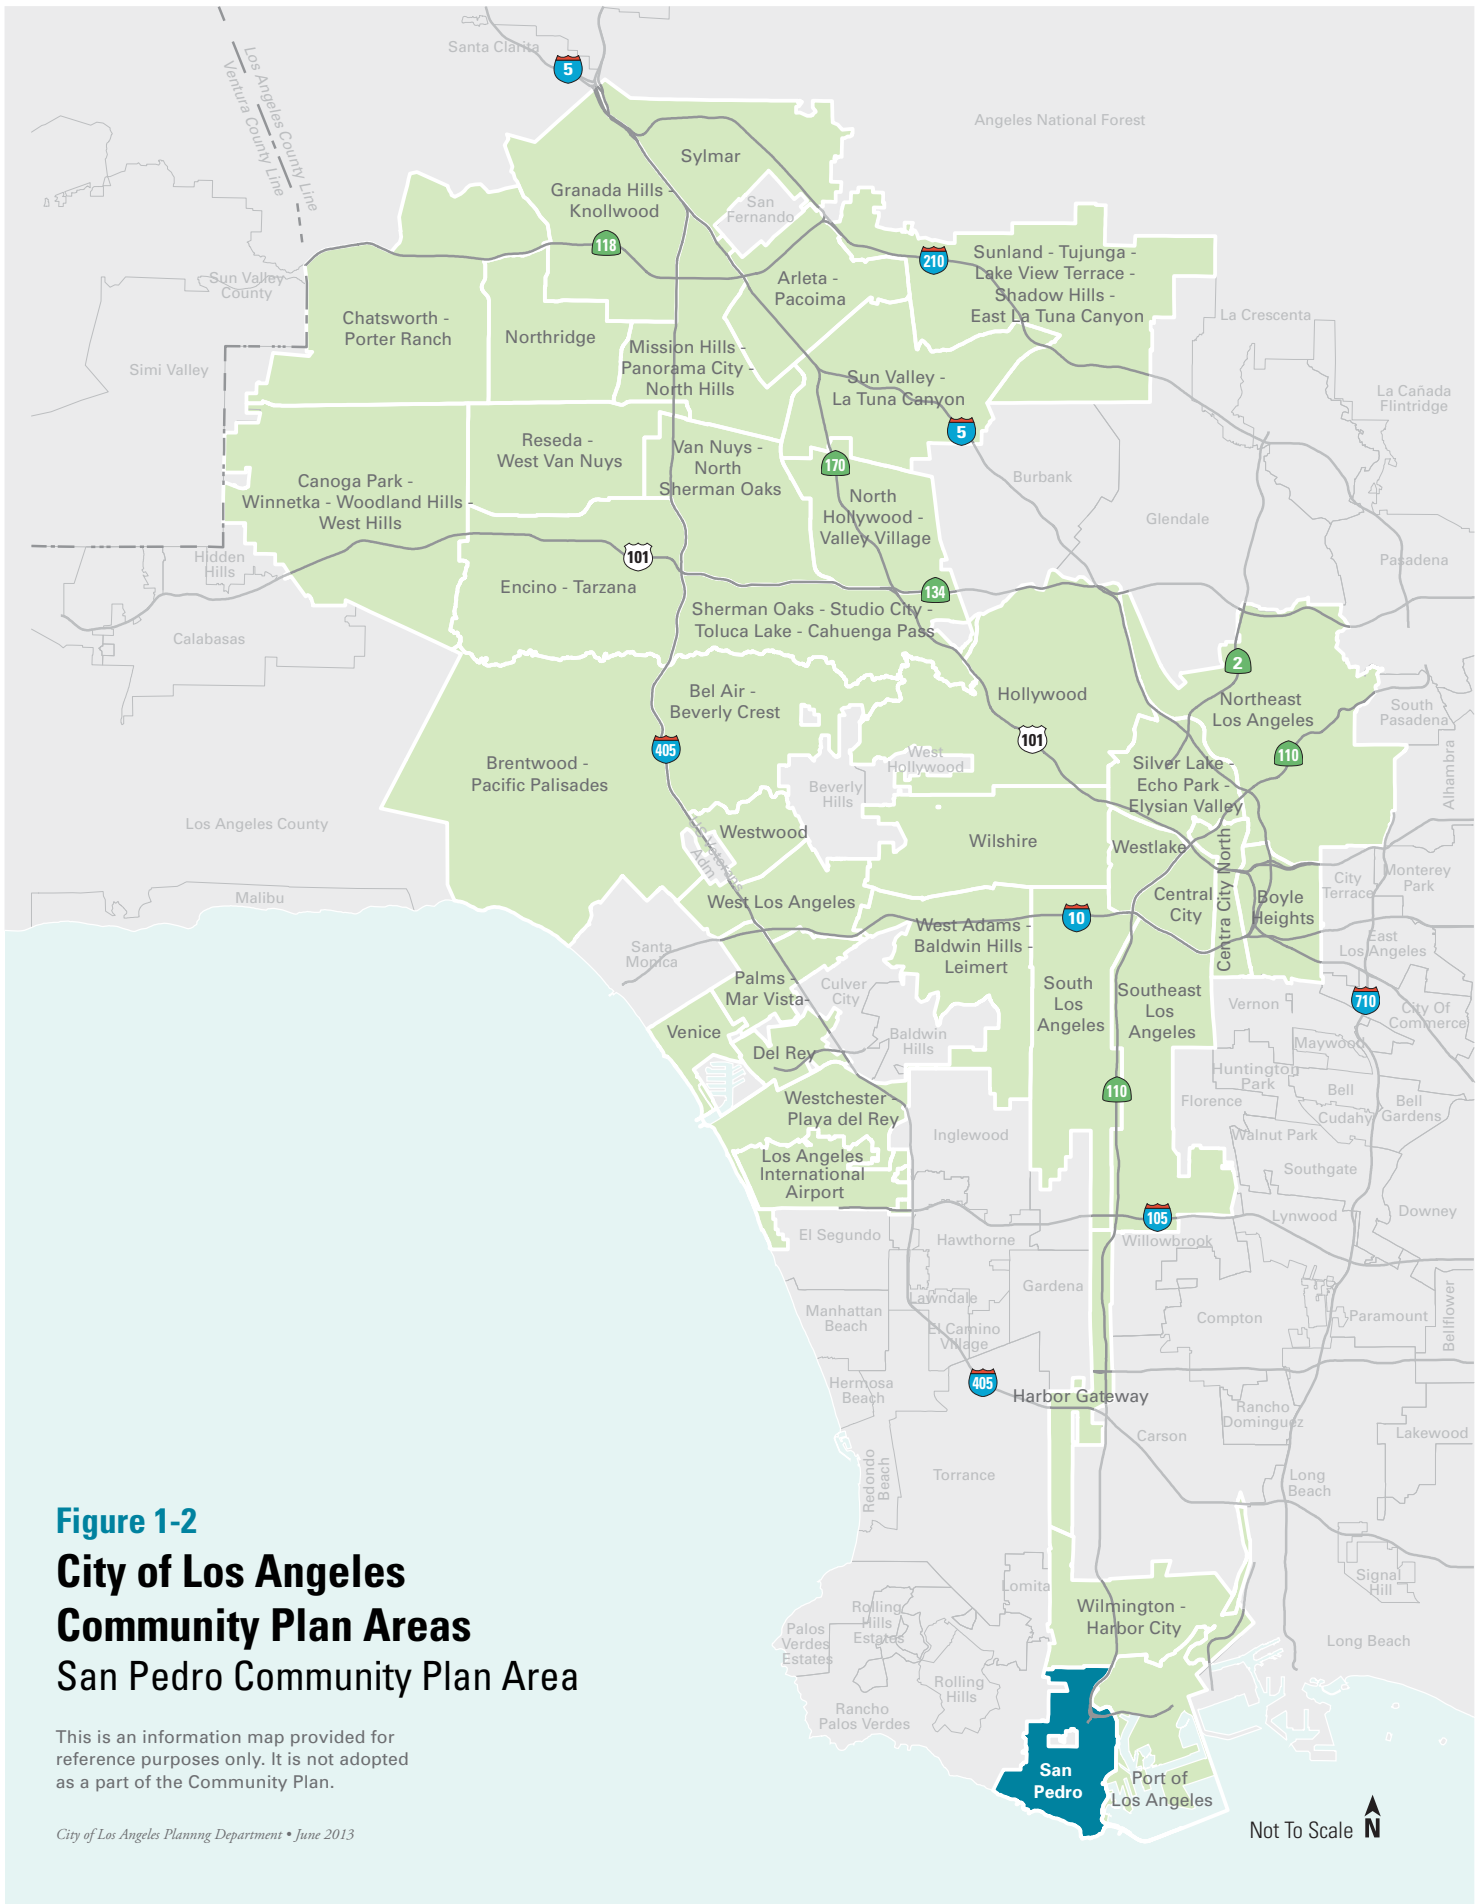 Santa Clarita
5
Los Angeles County Line
Ventura County Line
Angeles National Forest
Sylmar
Granada Hills -
Knollwood
San
Fernando
118
210
Sunland - Tujunga -
Lake View Terrace -
Shadow Hills -
East La Tuna Canyon
Arleta -
Pacoima
Sun Valley
County
Chatsworth -
Porter Ranch
Northridge
Mission Hills -
Panorama City -
North Hills
La Crescenta
Simi Valley
Sun Valley -
La Tuna Canyon
La Cañada
Flintridge
5
Reseda -
West Van Nuys
Van Nuys -
North
Sherman Oaks
170
Burbank
Canoga Park -
Winnetka - Woodland Hills -
West Hills
North
Hollywood -
Valley Village
Glendale
Hidden
Hills
101
Pasadena
Encino - Tarzana
134
Sherman Oaks - Studio City -
Toluca Lake - Cahuenga Pass
Calabasas
2
Bel Air -
Beverly Crest
Hollywood
Northeast
Los Angeles
South
Pasadena
405
101
110
Brentwood -
Pacific Palisades
West
Hollywood
Silver Lake -
Echo Park -
Elysian Valley
Alhambra
Beverly
Hills
Los Angeles County
US Veterans
Adm
Westwood
Wilshire
Westlake
Centra City North
Monterey
Park
City
Terrace
Malibu
West Los Angeles
Central
City
Boyle
Heights
10
West Adams -
Baldwin Hills -
Leimert
East
Los Angeles
Santa
Monica
Palms -
Mar Vista-
Culver
City
South
Los
Angeles
Southeast
Los
Angeles
Vernon
710
City Of
Commerce
Venice
Del Rey
Baldwin
Hills
Maywood
Huntington
Park
Bell
Bell
Gardens
Florence
Cudahy
110
Westchester -
Playa del Rey
Inglewood
Walnut Park
Los Angeles
International
Airport
Southgate
105
Lynwood
Downey
El Segundo
Hawthorne
Willowbrook
Gardena
Lawndale
Manhattan
Beach
El Camino
Village
Compton
Paramount
Bellflower
405
Hermosa
Beach
Harbor Gateway
Rancho
Dominguez
Carson
Lakewood
Redondo
Beach
Torrance
Long
Beach
Signal
Hill
Lomita
Wilmington -
Harbor City
Rolling
Hills
Estates
Palos
Verdes
Estates
Long Beach
Rolling
Hills
Rancho
Palos Verdes
San
Pedro
Port of
Los Angeles
Figure 1-2
City of Los Angeles
Community Plan Areas
San Pedro Community Plan Area
This is an information map provided for
reference purposes only. It is not adopted
as a part of the Community Plan.
City of Los Angeles Plannng Department • June 2013
Not To Scale
N